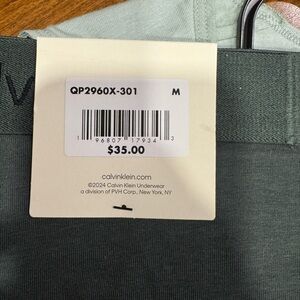 QP2960X-301 M
1 96807 17934 3
$35.00
calvinklein.com
©2024 Calvin Klein Underwear
a division of PVH Corp., New York, NY